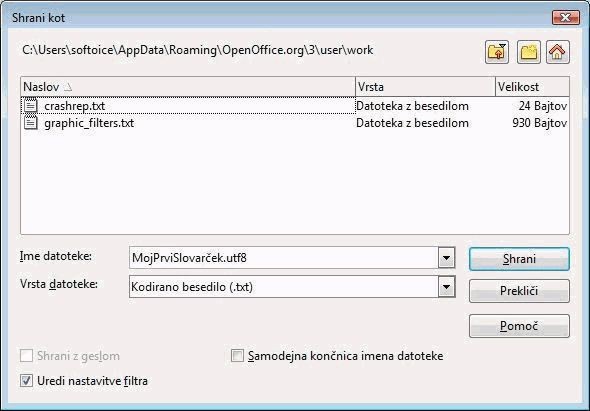 Shrani kot
C:\Users\softoice\AppData\Roaming\OpenOffice.org\3\user\work
Naslov Vrsta Velikost
crashrep.txt Datoteka z besedilom 24 Bajtov
graphic_filters.txt Datoteka z besedilom 930 Bajtov
Ime datoteke: MojPrviSlovarček.utf8 Shrani
Vrsta datoteke: Kodirano besedilo (.txt) Prekliči
Pomoč
Shrani z geslom Samodejna končnica imena datoteke
Uredi nastavitve filtra